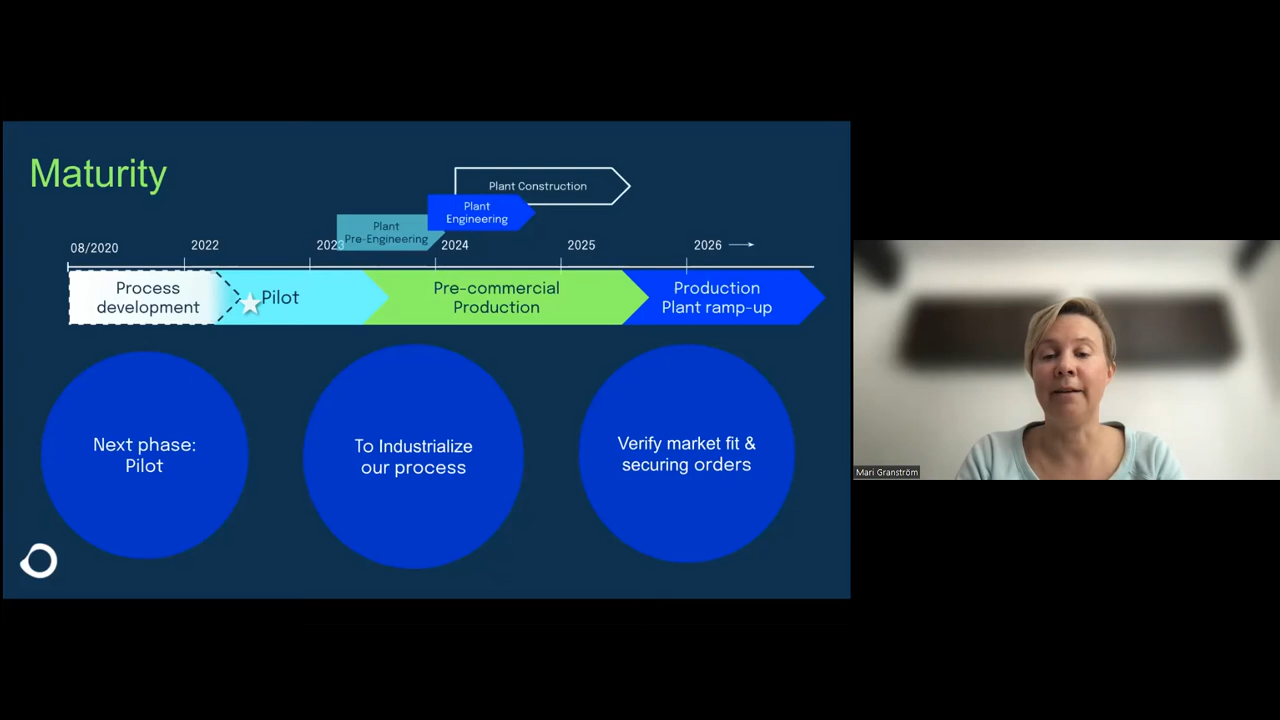 Maturity
Plant Construction
Plant
Engineering
Plant
Pre-Engineering
08/2020
2022
2023
2024
2025
2026
Process
development
Pilot
Pre-commercial
Production
Production
Plant ramp-up
Next phase:
Pilot
To Industrialize
our process
Verify market fit &
securing orders
Mari Granström